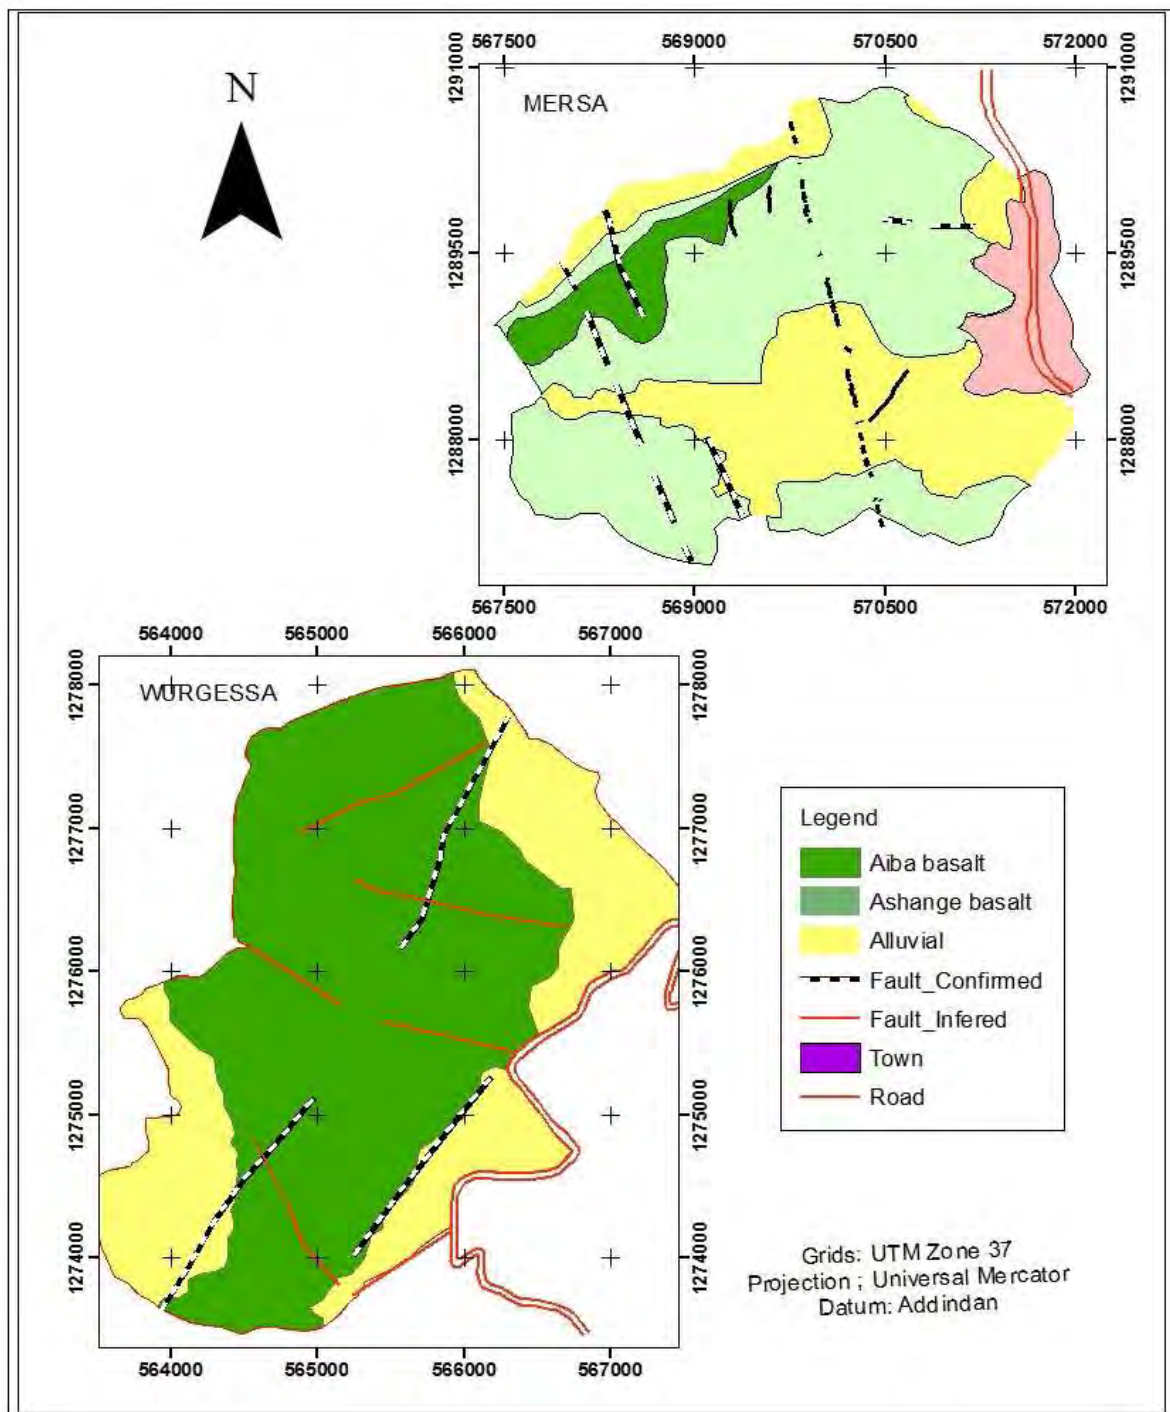 N
567500 569000 570500 572000
1291000 1291000
MERSA
1289500 1289500
1288000 1288000
567500 569000 570500 572000
564000 565000 566000 567000
1278000 1278000
WURGESSA
1277000 1277000
1276000 1276000
1275000 1275000
1274000 1274000
564000 565000 566000 567000
Legend
Aiba basalt
Ashange basalt
Alluvial
Fault_Confirmed
Fault_Infered
Town
Road
Grids: UTM Zone 37
Projection ; Universal Mercator
Datum: Addindan